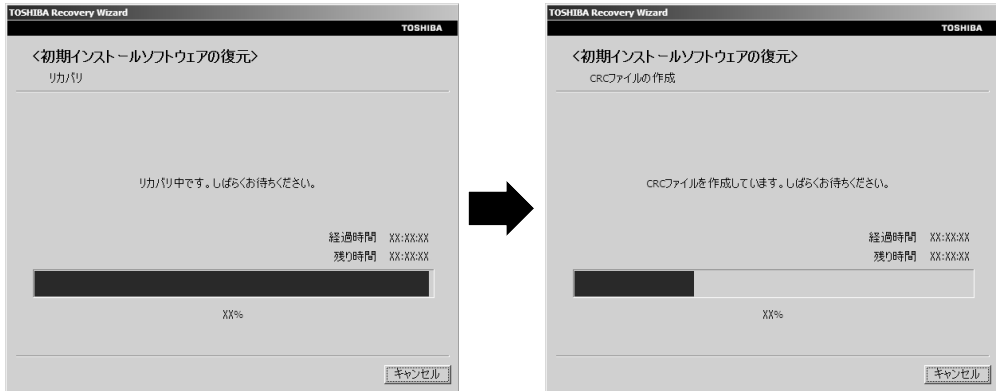 TOSHIBA Recovery Wizard
TOSHIBA
<初期インストールソフトウェアの復元>
リカバリ
リカバリ中です。しばらくお待ちください。
経過時間 XX:XX:XX
残り時間 XX:XX:XX
XX%
キャンセル
TOSHIBA Recovery Wizard
TOSHIBA
<初期インストールソフトウェアの復元>
CRCファイルの作成
CRCファイルを作成しています。しばらくお待ちください。
経過時間 XX:XX:XX
残り時間 XX:XX:XX
XX%
キャンセル